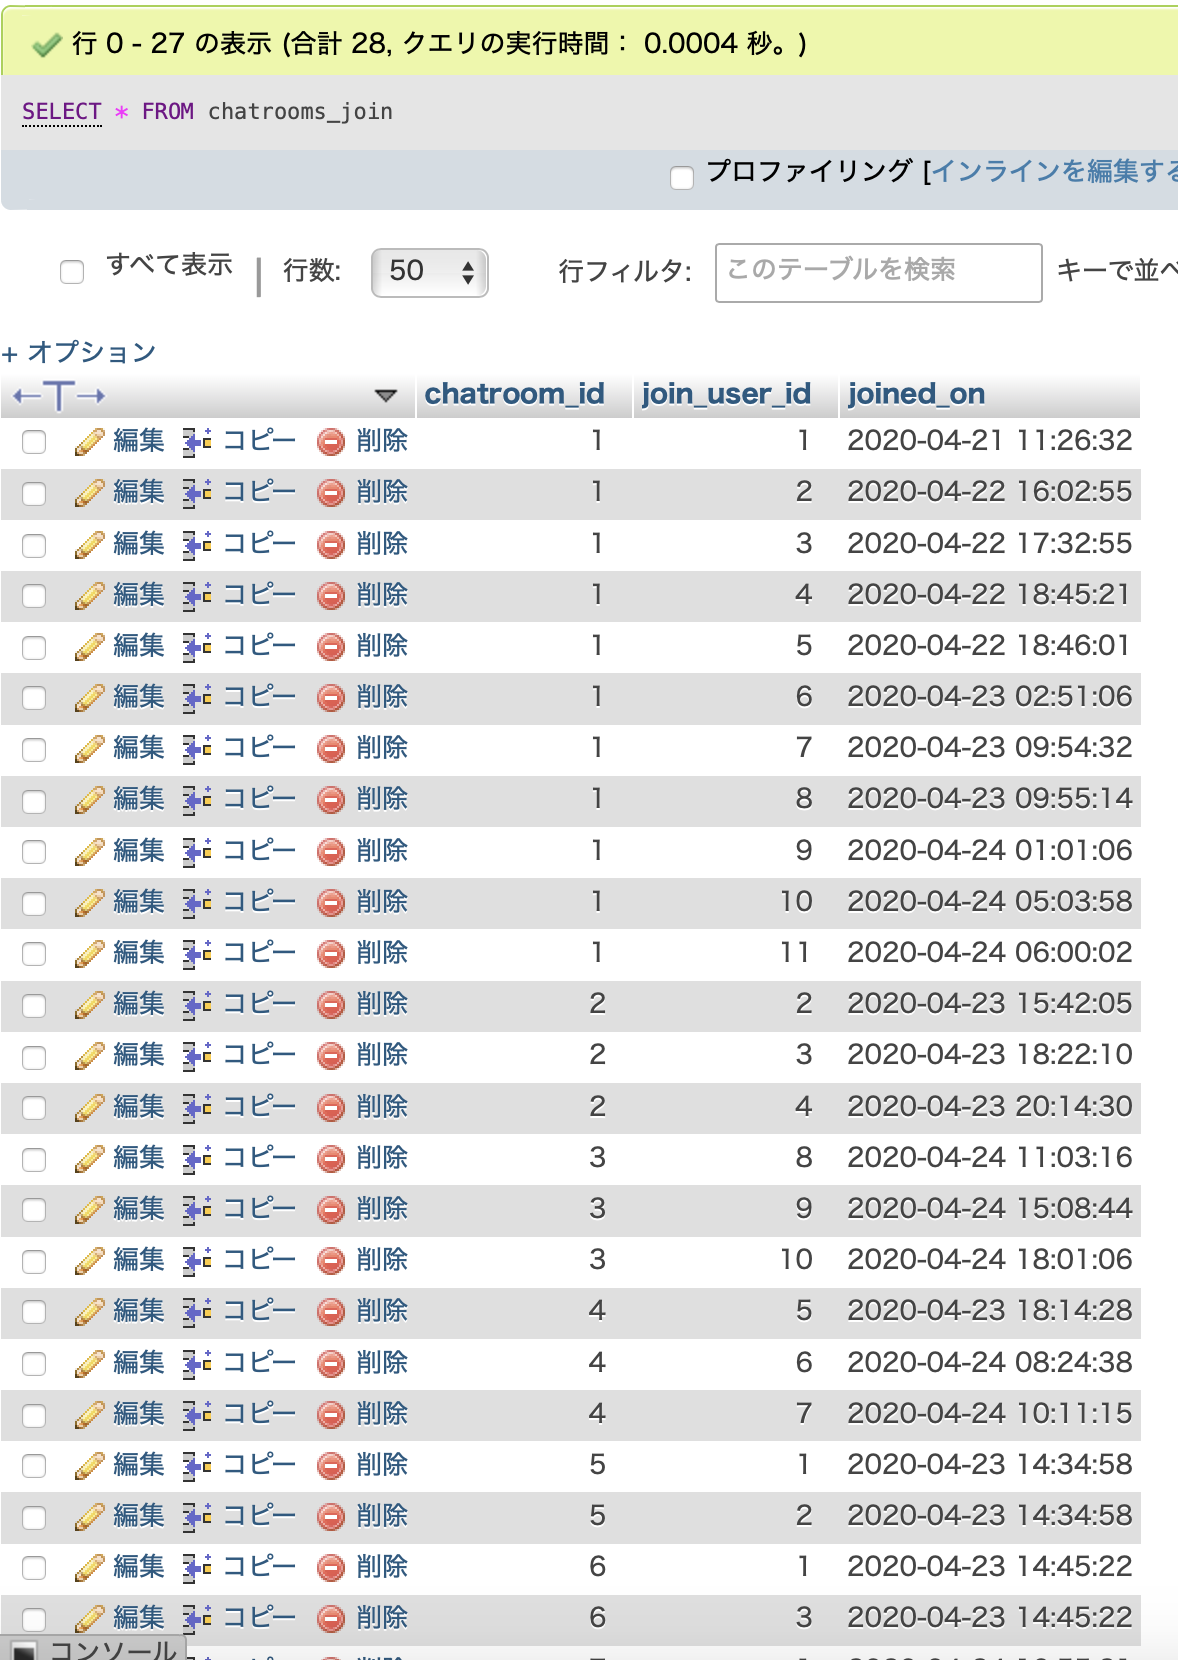 行 0 - 27 の表示 (合計 28, クエリの実行時間： 0.0004 秒。)
SELECT * FROM chatrooms_join
プロファイリング [インラインを編集する
すべて表示 | 行数: 50 行フィルタ: このテーブルを検索 キーで並べ
+ オプション
←T→ chatroom_id join_user_id joined_on
編集 コピー 削除 1 1 2020-04-21 11:26:32
編集 コピー 削除 1 2 2020-04-22 16:02:55
編集 コピー 削除 1 3 2020-04-22 17:32:55
編集 コピー 削除 1 4 2020-04-22 18:45:21
編集 コピー 削除 1 5 2020-04-22 18:46:01
編集 コピー 削除 1 6 2020-04-23 02:51:06
編集 コピー 削除 1 7 2020-04-23 09:54:32
編集 コピー 削除 1 8 2020-04-23 09:55:14
編集 コピー 削除 1 9 2020-04-24 01:01:06
編集 コピー 削除 1 10 2020-04-24 05:03:58
編集 コピー 削除 1 11 2020-04-24 06:00:02
編集 コピー 削除 2 2 2020-04-23 15:42:05
編集 コピー 削除 2 3 2020-04-23 18:22:10
編集 コピー 削除 2 4 2020-04-23 20:14:30
編集 コピー 削除 3 8 2020-04-24 11:03:16
編集 コピー 削除 3 9 2020-04-24 15:08:44
編集 コピー 削除 3 10 2020-04-24 18:01:06
編集 コピー 削除 4 5 2020-04-23 18:14:28
編集 コピー 削除 4 6 2020-04-24 08:24:38
編集 コピー 削除 4 7 2020-04-24 10:11:15
編集 コピー 削除 5 1 2020-04-23 14:34:58
編集 コピー 削除 5 2 2020-04-23 14:34:58
編集 コピー 削除 6 1 2020-04-23 14:45:22
編集 コピー 削除 6 3 2020-04-23 14:45:22
コンソール